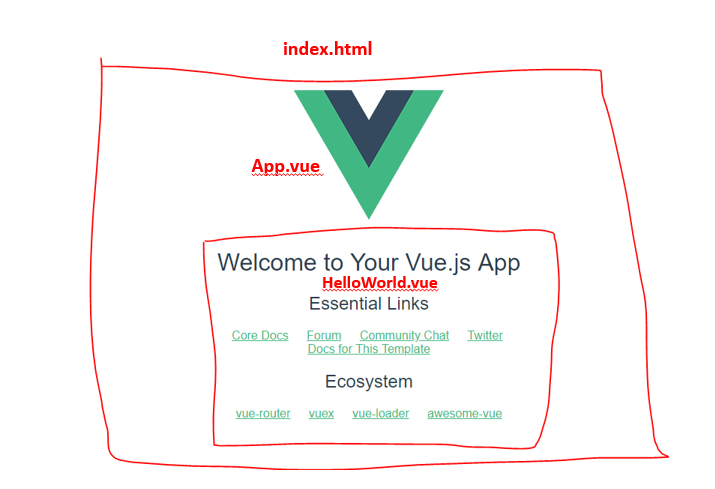 index.html
App.vue
Welcome to Your Vue.js App
HelloWorld.vue
Essential Links
Core Docs Forum Community Chat Twitter
Docs for This Template
Ecosystem
vue-router vuex vue-loader awesome-vue